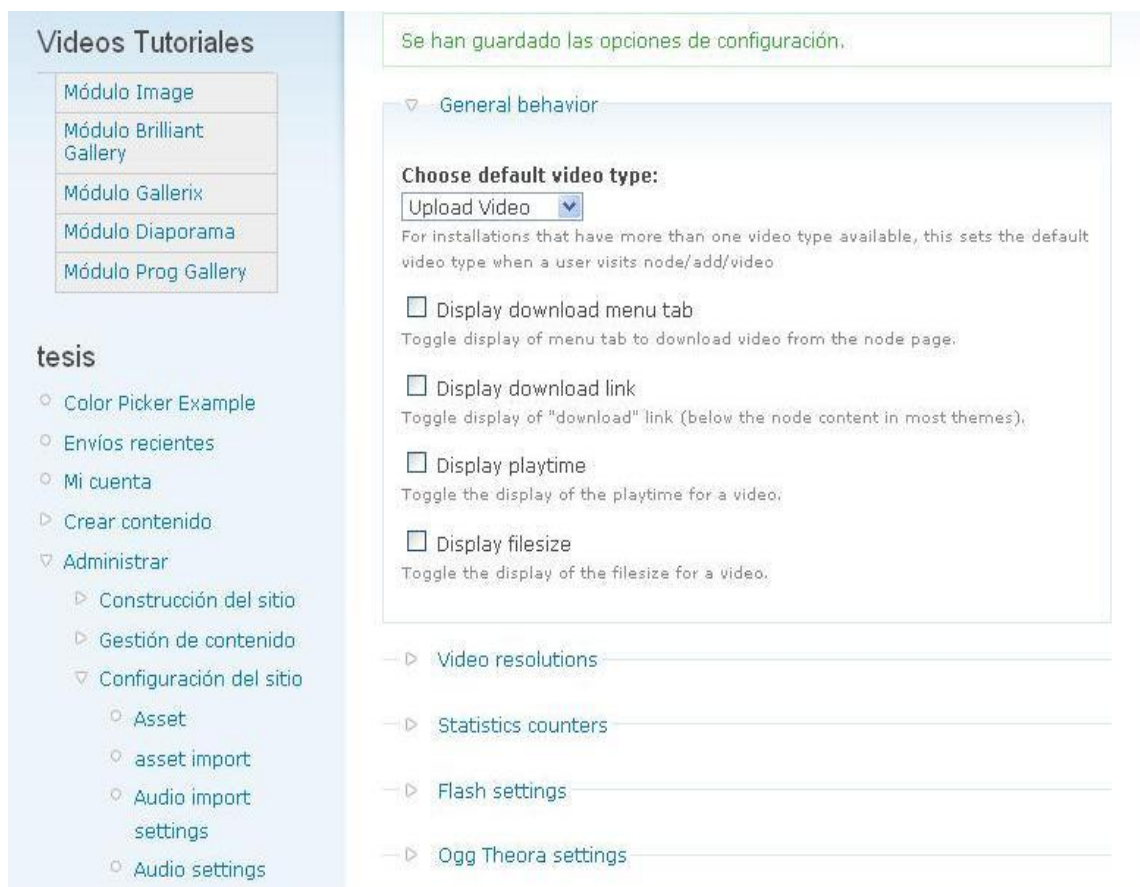 Videos Tutoriales
Módulo Image
Módulo Brilliant
Gallery
Módulo Gallerix
Módulo Diaporama
Módulo Prog Gallery
tesis
Color Picker Example
Envíos recientes
Mi cuenta
Crear contenido
Administrar
Construcción del sitio
Gestión de contenido
Configuración del sitio
Asset
asset import
Audio import
settings
Audio settings
Se han guardado las opciones de configuración.
General behavior
Choose default video type:
Upload Video
For installations that have more than one video type available, this sets the default
video type when a user visits node/add/video
Display download menu tab
Toggle display of menu tab to download video from the node page.
Display download link
Toggle display of "download" link (below the node content in most themes).
Display playtime
Toggle the display of the playtime for a video.
Display filesize
Toggle the display of the filesize for a video.
Video resolutions
Statistics counters
Flash settings
Ogg Theora settings